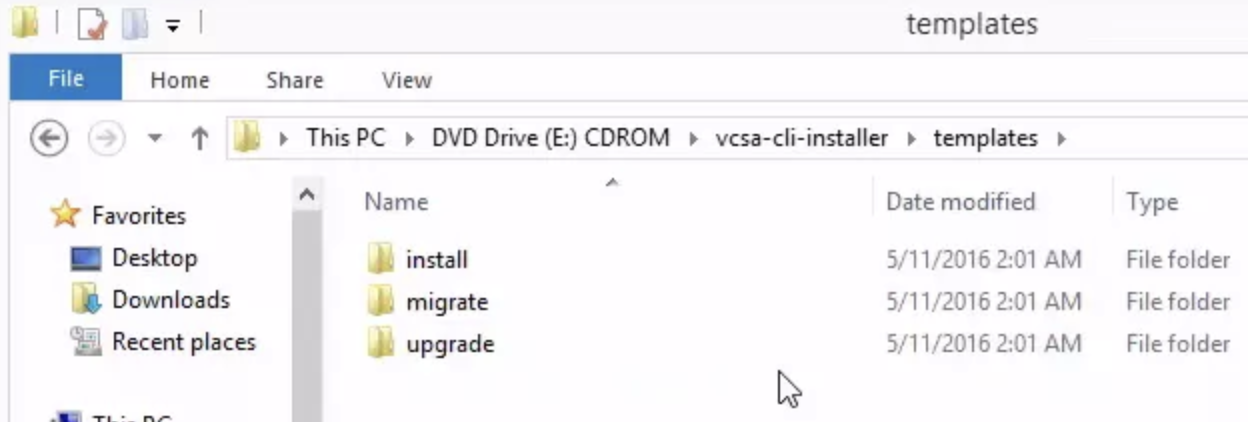 templates
File Home Share View
This PC DVD Drive (E:) CDROM vcsa-cli-installer templates
Name Date modified Type
Favorites
Desktop
Downloads
Recent places
This PC
install 5/11/2016 2:01 AM File folder
migrate 5/11/2016 2:01 AM File folder
upgrade 5/11/2016 2:01 AM File folder